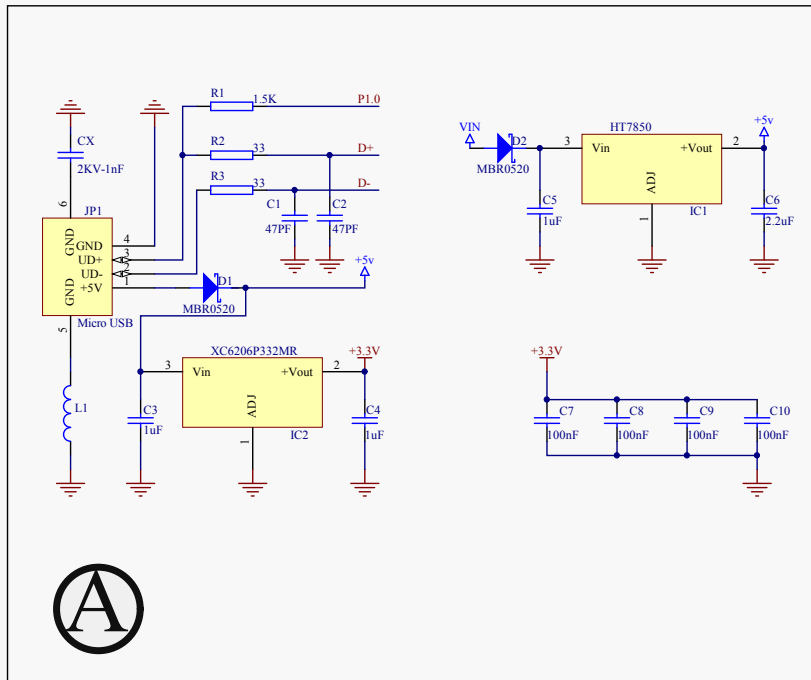 R1 1.5K P1.0
R2 33 D+
R3 33 D-
CX
2KV-1nF
C1 C2
47PF 47PF
6
JP1
GND
GND 4
UD+ 3
UD- 2
+5V 1
GND
Micro USB
5
D1
MBR0520
+5v
XC6206P332MR
3 Vin +Vout 2
ADJ
1
IC2
+3.3V
C3
1uF
C4
1uF
L1
VIN
D2
MBR0520
HT7850
3 Vin +Vout 2
ADJ
1
IC1
+5v
C5
1uF
C6
2.2uF
+3.3V
C7 C8 C9 C10
100nF 100nF 100nF 100nF
A